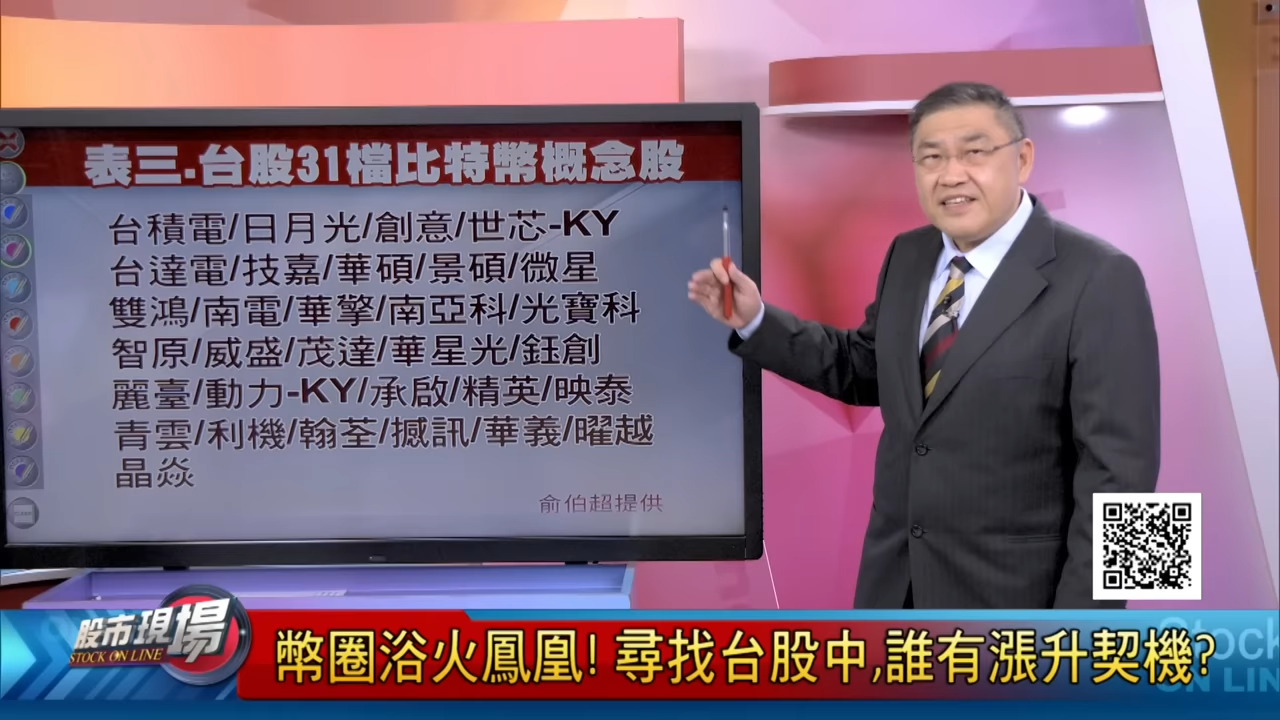 表三.台股31檔比特幣概念股
台積電/日月光/創意/世芯-KY
台達電/技嘉/華碩/景碩/微星
雙鴻/南電/華擎/南亞科/光寶科
智原/威盛/茂達/華星光/鈺創
麗臺/動力-KY/承啟/精英/映泰
青雲/利機/翰荃/撼訊/華義/曜越
晶焱
俞伯超提供
股市現場
STOCK ON LINE
幣圈浴火鳳凰! 尋找台股中,誰有漲升契機?
Stock
ON LIN